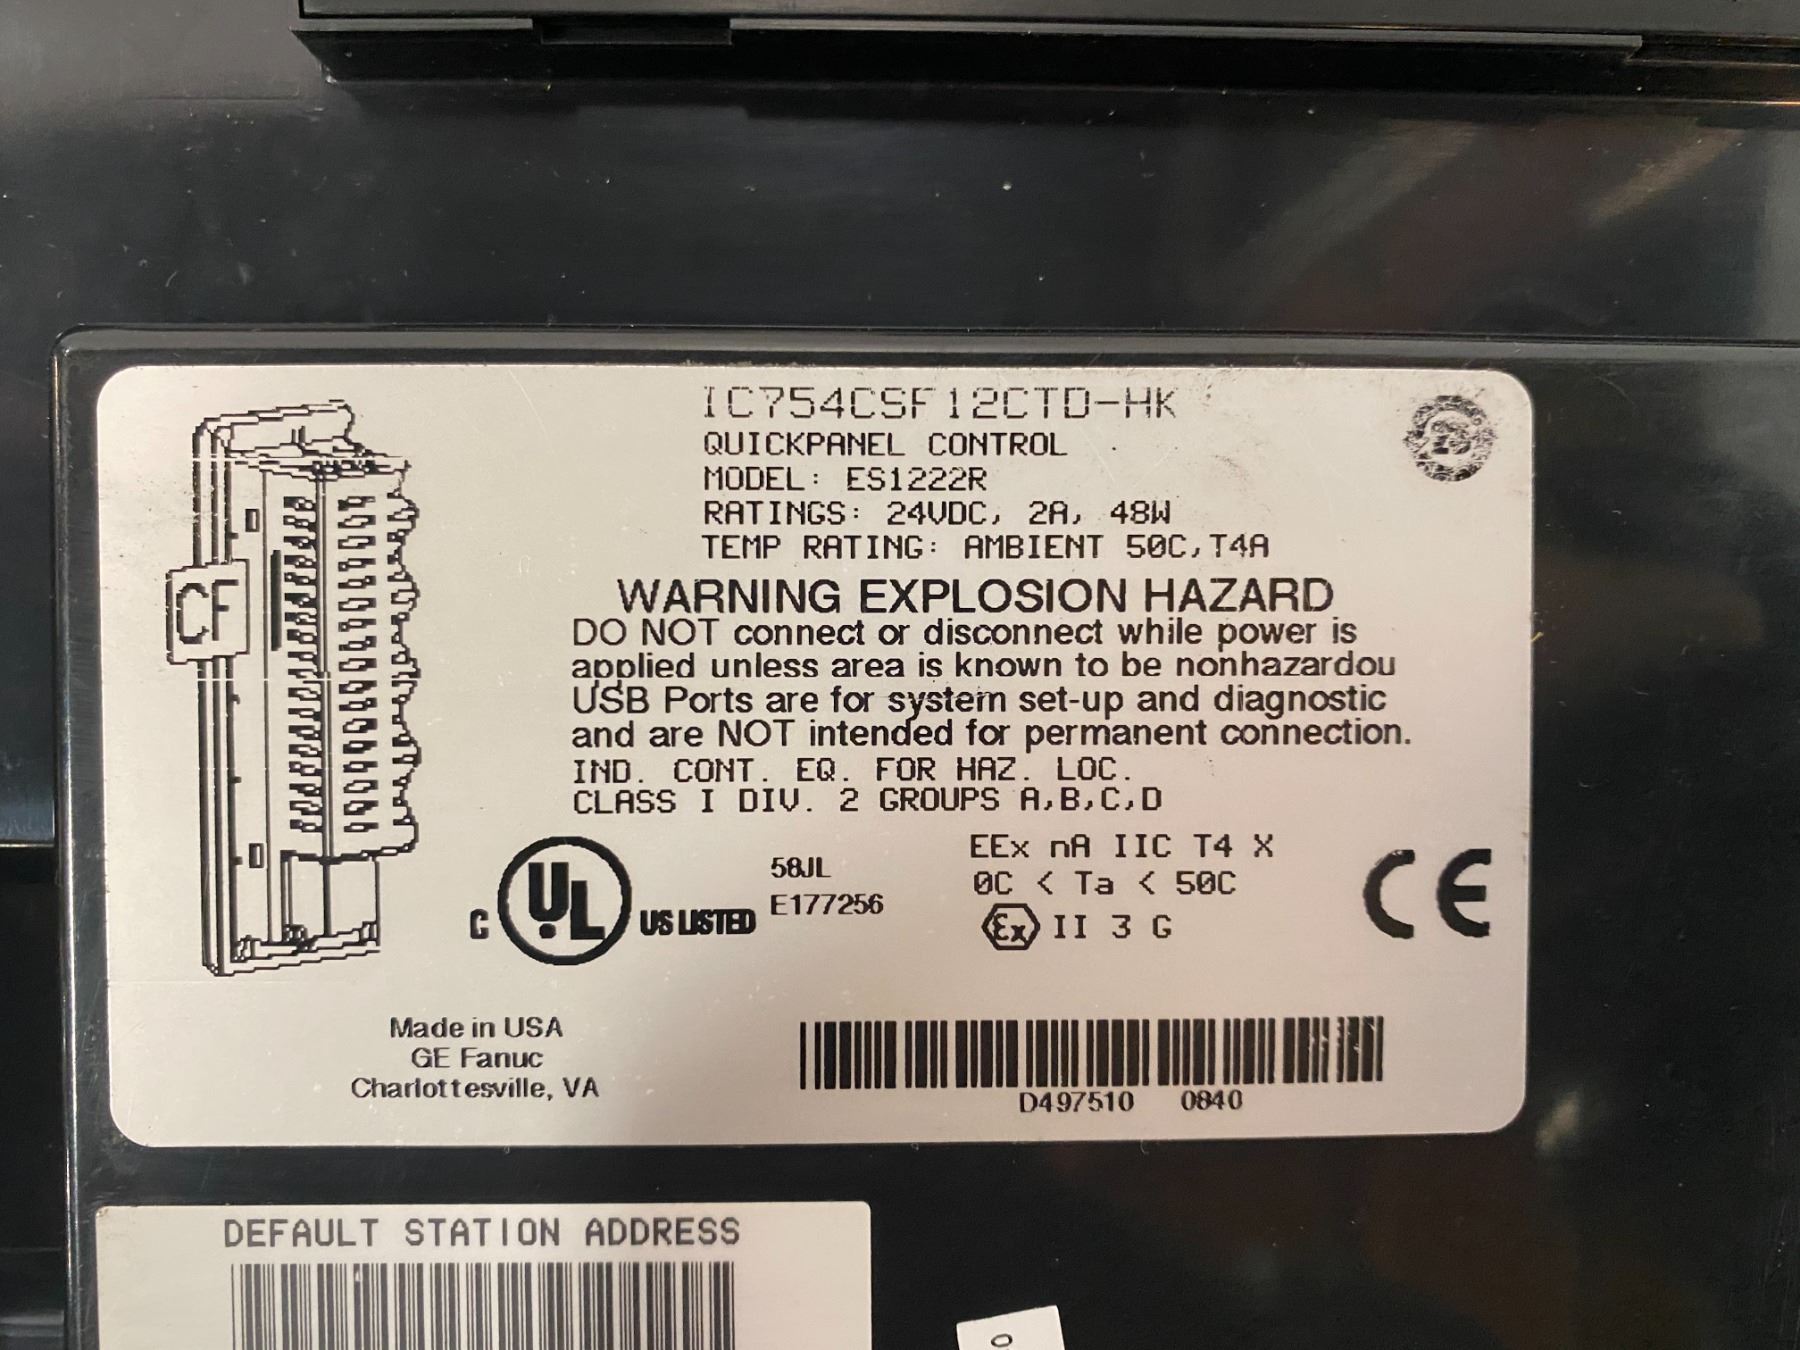 IC754CSF12CTD-HK
QUICKPANEL CONTROL
MODEL: ES1222R
RATINGS: 24VDC, 2A, 48W
TEMP RATING: AMBIENT 50C,T4A
WARNING EXPLOSION HAZARD
DO NOT connect or disconnect while power is
applied unless area is known to be nonhazardou
USB Ports are for system set-up and diagnostic
and are NOT intended for permanent connection.
IND. CONT. EQ. FOR HAZ. LOC.
CLASS I DIV. 2 GROUPS A,B,C,D
CF
C UL US LISTED
58JL
E177256
EEx nA IIC T4 X
0C < Ta < 50C
Ex II 3 G
CE
Made in USA
GE Fanuc
Charlottesville, VA
D497510 0840
DEFAULT STATION ADDRESS
0